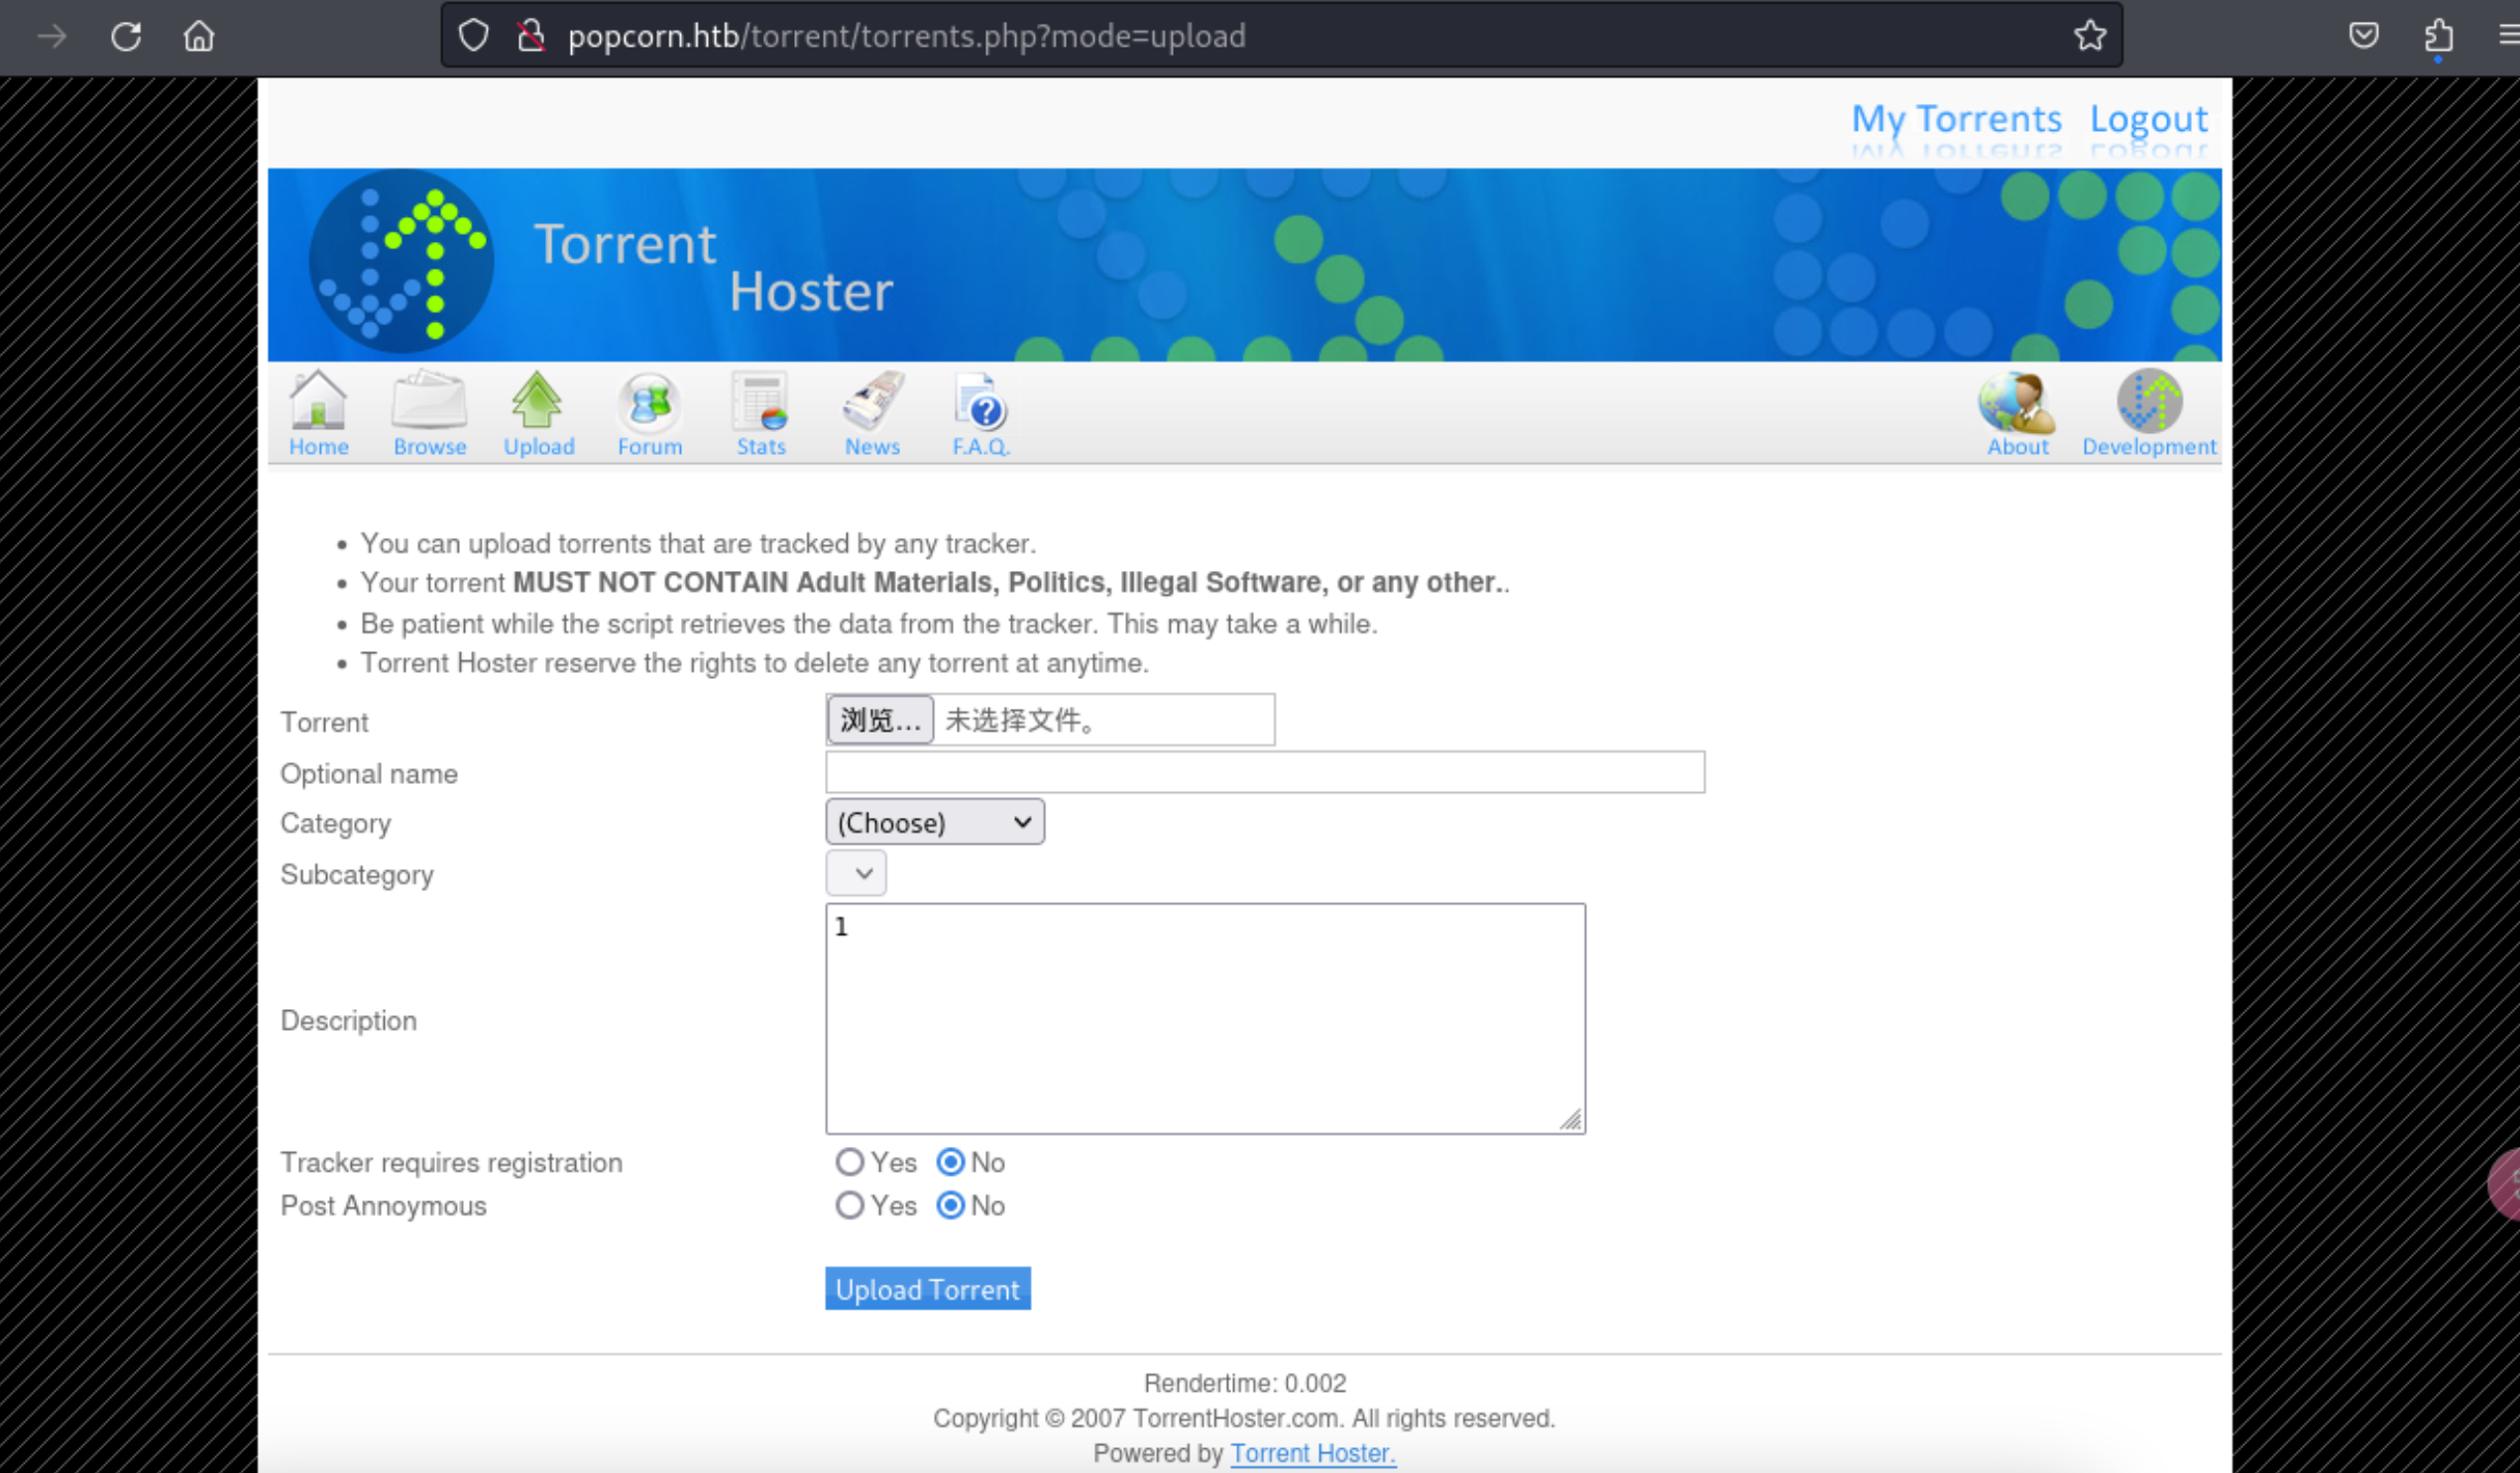 popcorn.htb/torrent/torrents.php?mode=upload
My Torrents Logout
Torrent
Hoster
Home Browse Upload Forum Stats News F.A.Q. About Development
You can upload torrents that are tracked by any tracker.
Your torrent MUST NOT CONTAIN Adult Materials, Politics, Illegal Software, or any other..
Be patient while the script retrieves the data from the tracker. This may take a while.
Torrent Hoster reserve the rights to delete any torrent at anytime.
Torrent 浏览… 未选择文件。
Optional name
Category (Choose)
Subcategory
1
Description
Tracker requires registration Yes No
Post Annoymous Yes No
Upload Torrent
Rendertime: 0.002
Copyright © 2007 TorrentHoster.com. All rights reserved.
Powered by Torrent Hoster.